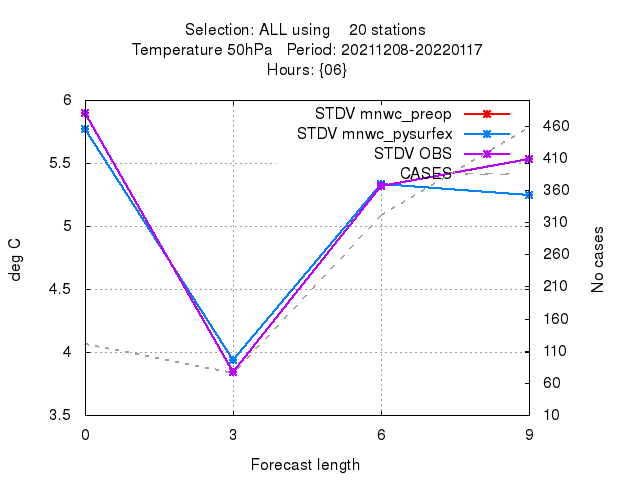 Selection: ALL using    20 stations
Temperature 50hPa   Period: 20211208-20220117
Hours: {06}
STDV mnwc_preop
STDV mnwc_pysurfex
STDV OBS
CASES
6
5.5
5
4.5
4
3.5
deg C
460
410
360
310
260
210
160
110
60
10
No cases
0 3 6 9
Forecast length